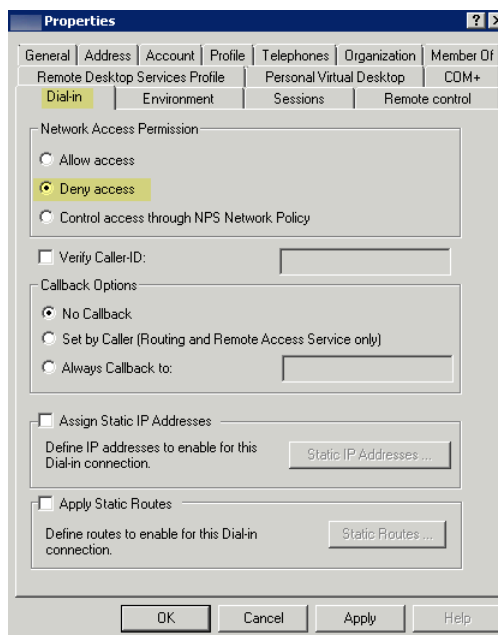 Properties
General Address Account Profile Telephones Organization Member Of
Remote Desktop Services Profile Personal Virtual Desktop COM+
Dial-in Environment Sessions Remote control
Network Access Permission
Allow access
Deny access
Control access through NPS Network Policy
Verify Caller-ID:
Callback Options
No Callback
Set by Caller (Routing and Remote Access Service only)
Always Callback to:
Assign Static IP Addresses
Define IP addresses to enable for this
Dial-in connection.
Static IP Addresses ...
Apply Static Routes
Define routes to enable for this Dial-in
connection.
Static Routes ...
OK Cancel Apply Help